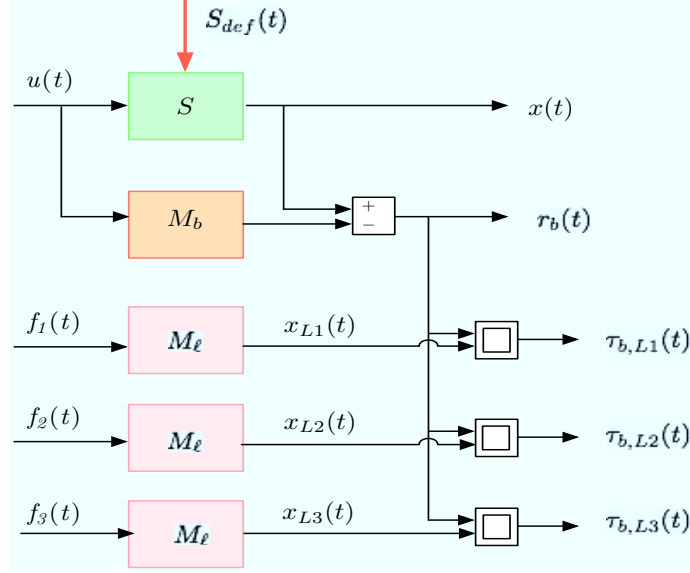 S_{def}(t)
u(t)
S
x(t)
M_b
+
−
r_b(t)
f_1(t)
M_ℓ
x_{L1}(t)
τ_{b,L1}(t)
f_2(t)
M_ℓ
x_{L2}(t)
τ_{b,L2}(t)
f_3(t)
M_ℓ
x_{L3}(t)
τ_{b,L3}(t)